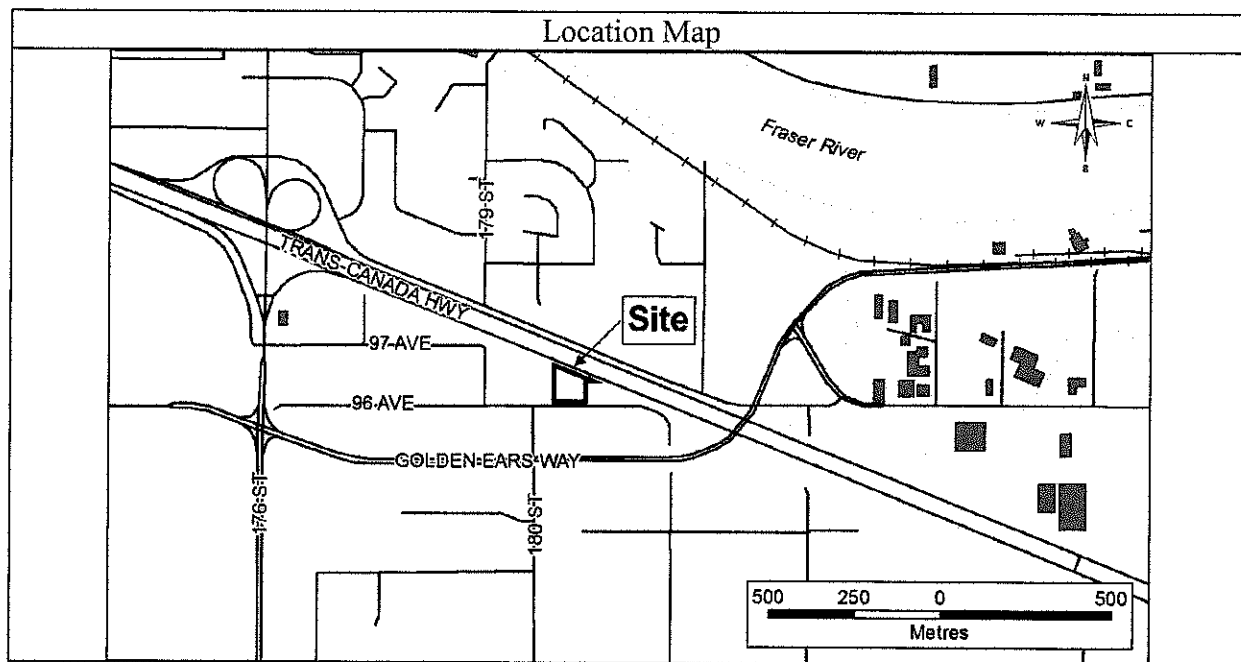 Location Map
Fraser River
N
W
E
S
179 ST
TRANS-CANADA HWY
Site
97 AVE
96 AVE
GOLDEN EARS WAY
176 ST
180 ST
500 250 0 500
Metres